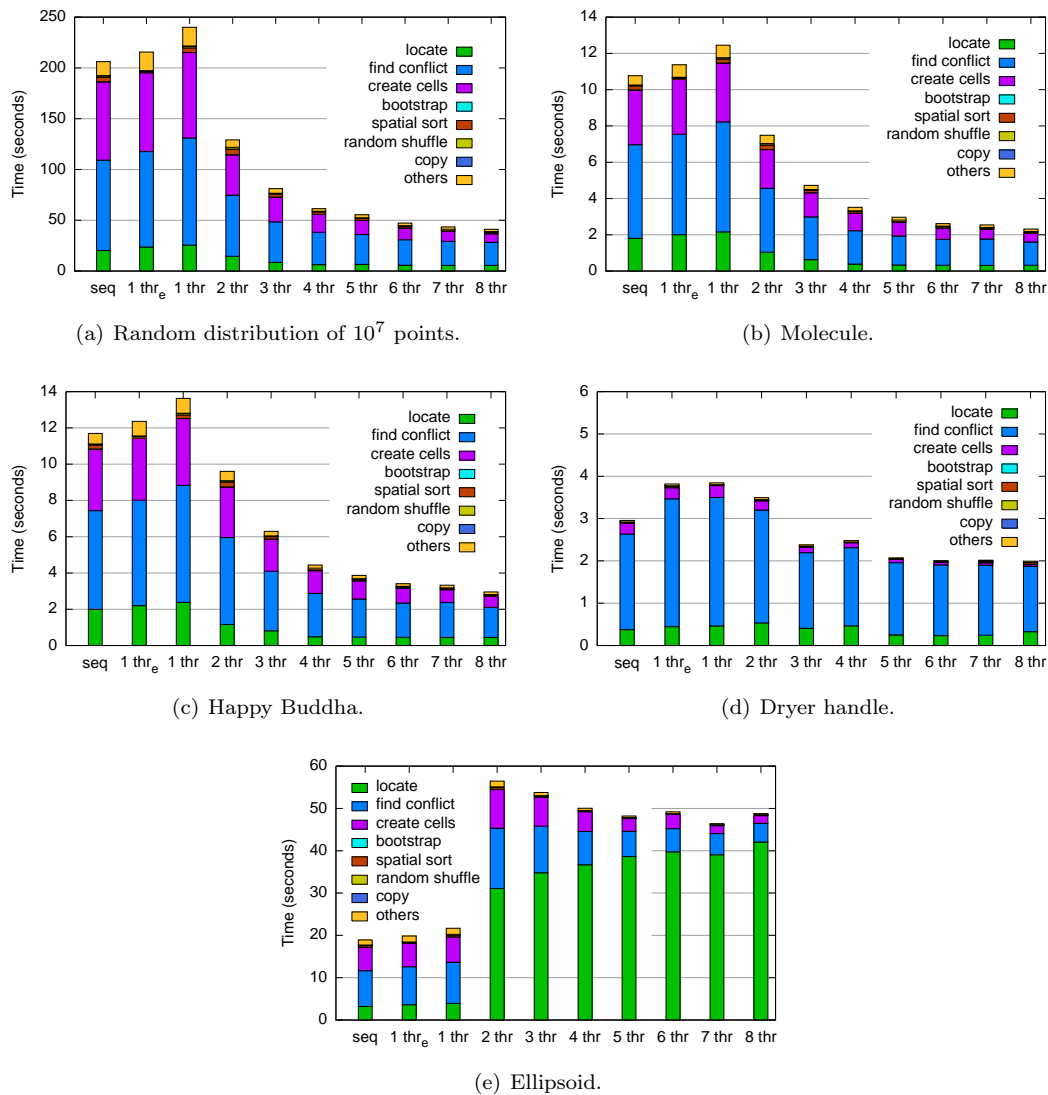 250
200
150
100
50
0
Time (seconds)
locate
find conflict
create cells
bootstrap
spatial sort
random shuffle
copy
others
seq 1 thre 1 thr 2 thr 3 thr 4 thr 5 thr 6 thr 7 thr 8 thr
(a) Random distribution of 10⁷ points.
14
12
10
8
6
4
2
0
Time (seconds)
locate
find conflict
create cells
bootstrap
spatial sort
random shuffle
copy
others
seq 1 thre 1 thr 2 thr 3 thr 4 thr 5 thr 6 thr 7 thr 8 thr
(b) Molecule.
14
12
10
8
6
4
2
0
Time (seconds)
locate
find conflict
create cells
bootstrap
spatial sort
random shuffle
copy
others
seq 1 thre 1 thr 2 thr 3 thr 4 thr 5 thr 6 thr 7 thr 8 thr
(c) Happy Buddha.
6
5
4
3
2
1
0
Time (seconds)
locate
find conflict
create cells
bootstrap
spatial sort
random shuffle
copy
others
seq 1 thre 1 thr 2 thr 3 thr 4 thr 5 thr 6 thr 7 thr 8 thr
(d) Dryer handle.
60
50
40
30
20
10
0
Time (seconds)
locate
find conflict
create cells
bootstrap
spatial sort
random shuffle
copy
others
seq 1 thre 1 thr 2 thr 3 thr 4 thr 5 thr 6 thr 7 thr 8 thr
(e) Ellipsoid.